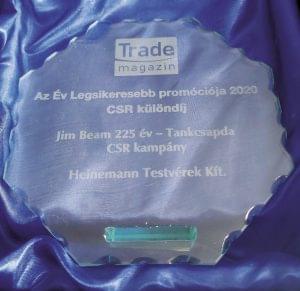 Trade
magazin
Az Év Legsikeresebb promóciója 2020
CSR különdíj
Jim Beam 225 év – Tankcsapda
CSR kampány
Heinemann Testvérek Kft.